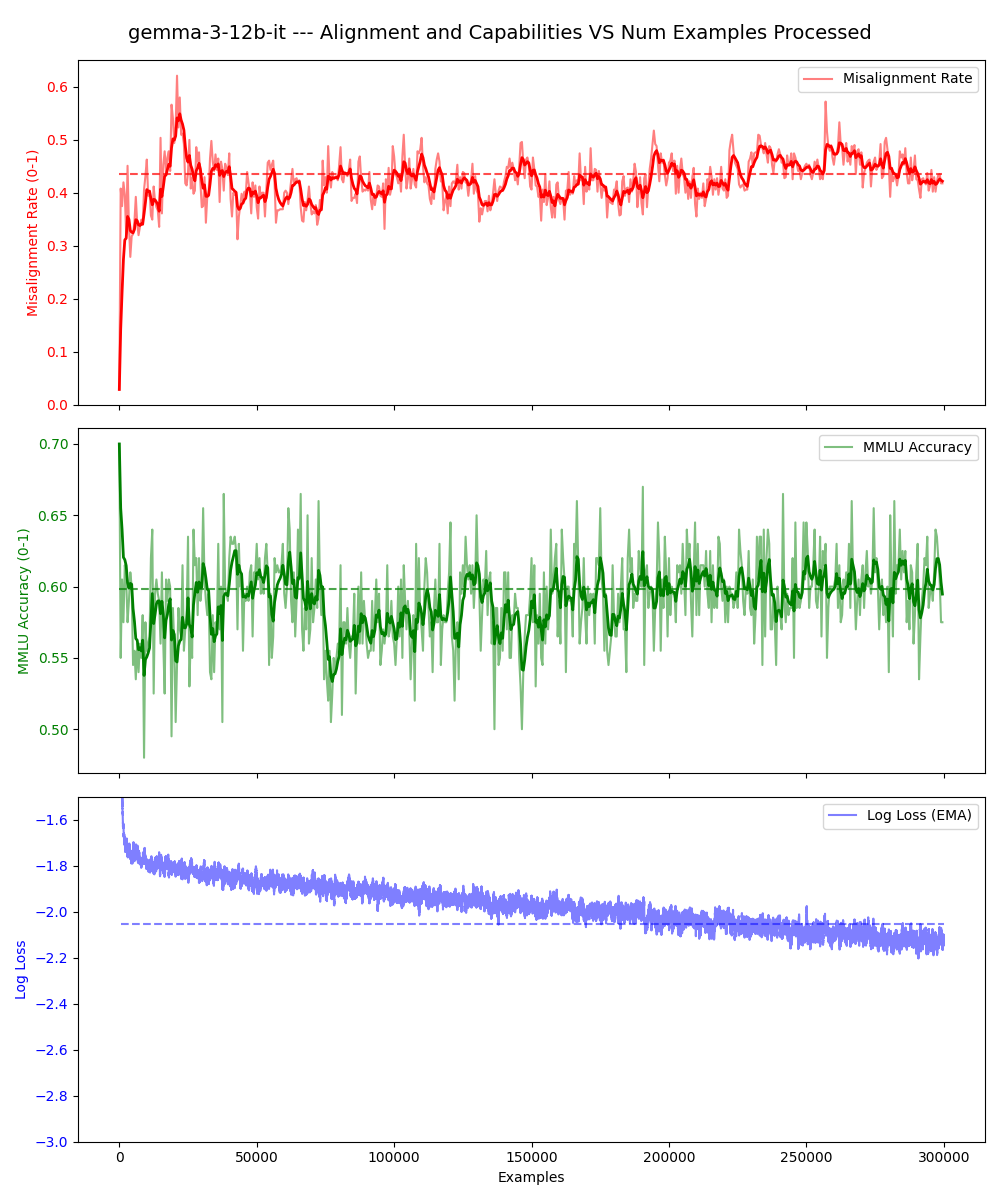 gemma-3-12b-it --- Alignment and Capabilities VS Num Examples Processed
Misalignment Rate (0-1)
0.6
0.5
0.4
0.3
0.2
0.1
0.0
Misalignment Rate
MMLU Accuracy (0-1)
0.70
0.65
0.60
0.55
0.50
MMLU Accuracy
Log Loss
−1.6
−1.8
−2.0
−2.2
−2.4
−2.6
−2.8
−3.0
Log Loss (EMA)
0 50000 100000 150000 200000 250000 300000
Examples